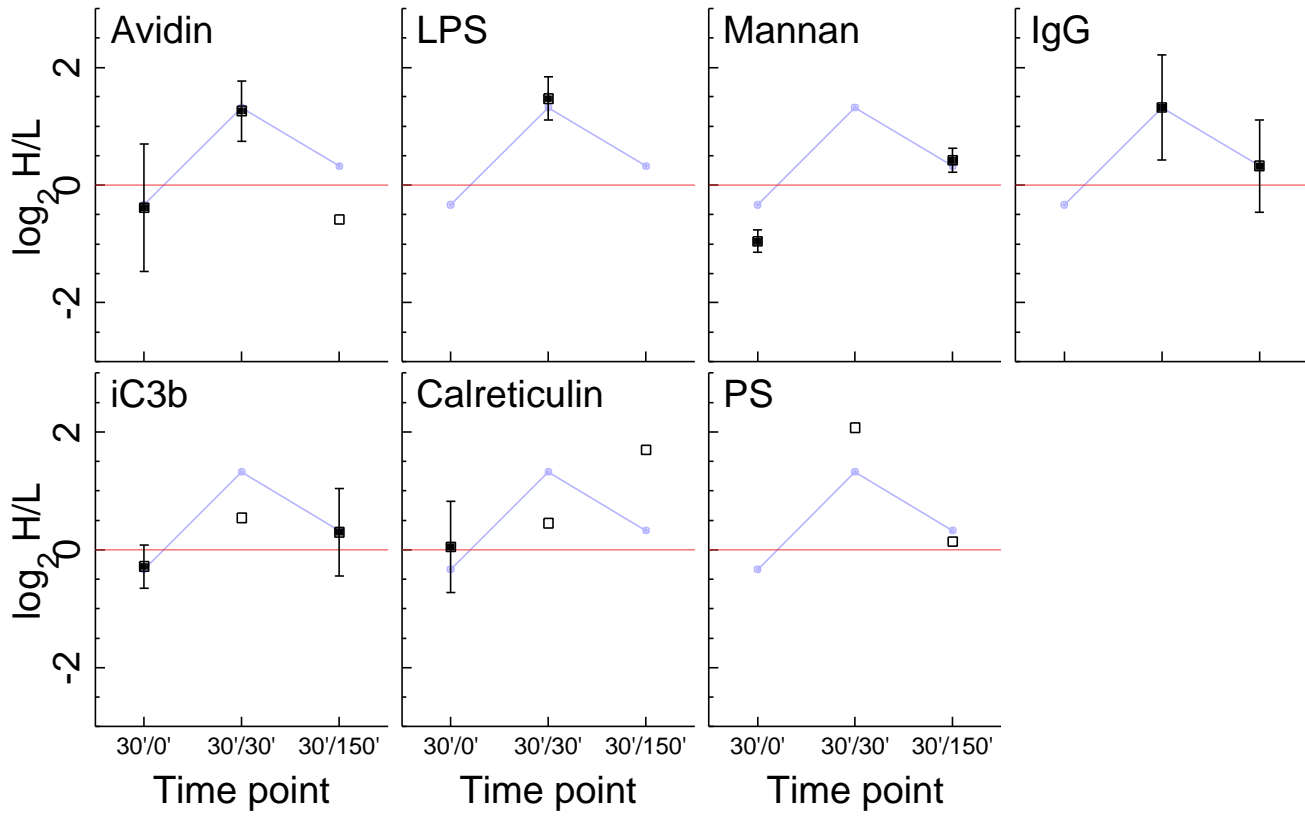 Avidin LPS Mannan IgG
log2 H/L
2
0
-2
iC3b Calreticulin PS
log2 H/L
2
0
-2
30'/0' 30'/30' 30'/150' 30'/0' 30'/30' 30'/150' 30'/0' 30'/30' 30'/150'
Time point Time point Time point